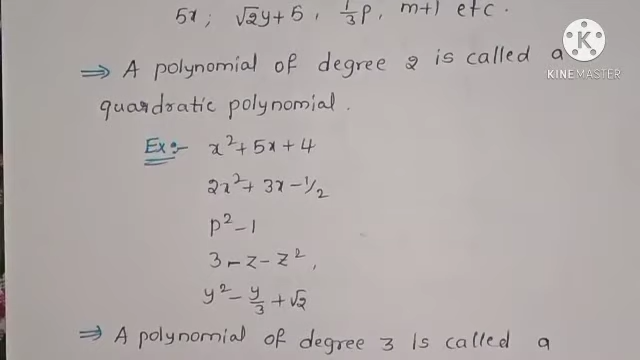 5x; √2y+5, 1/3p, m+1 etc.
KINEMASTER
⇒ A polynomial of degree 2 is called a
quadratic polynomial.
Ex:- x²+5x+4
2x²+3x-1/2
p²-1
3-z-z²,
y²-y/3+√2
⇒ A polynomial of degree 3 is called a